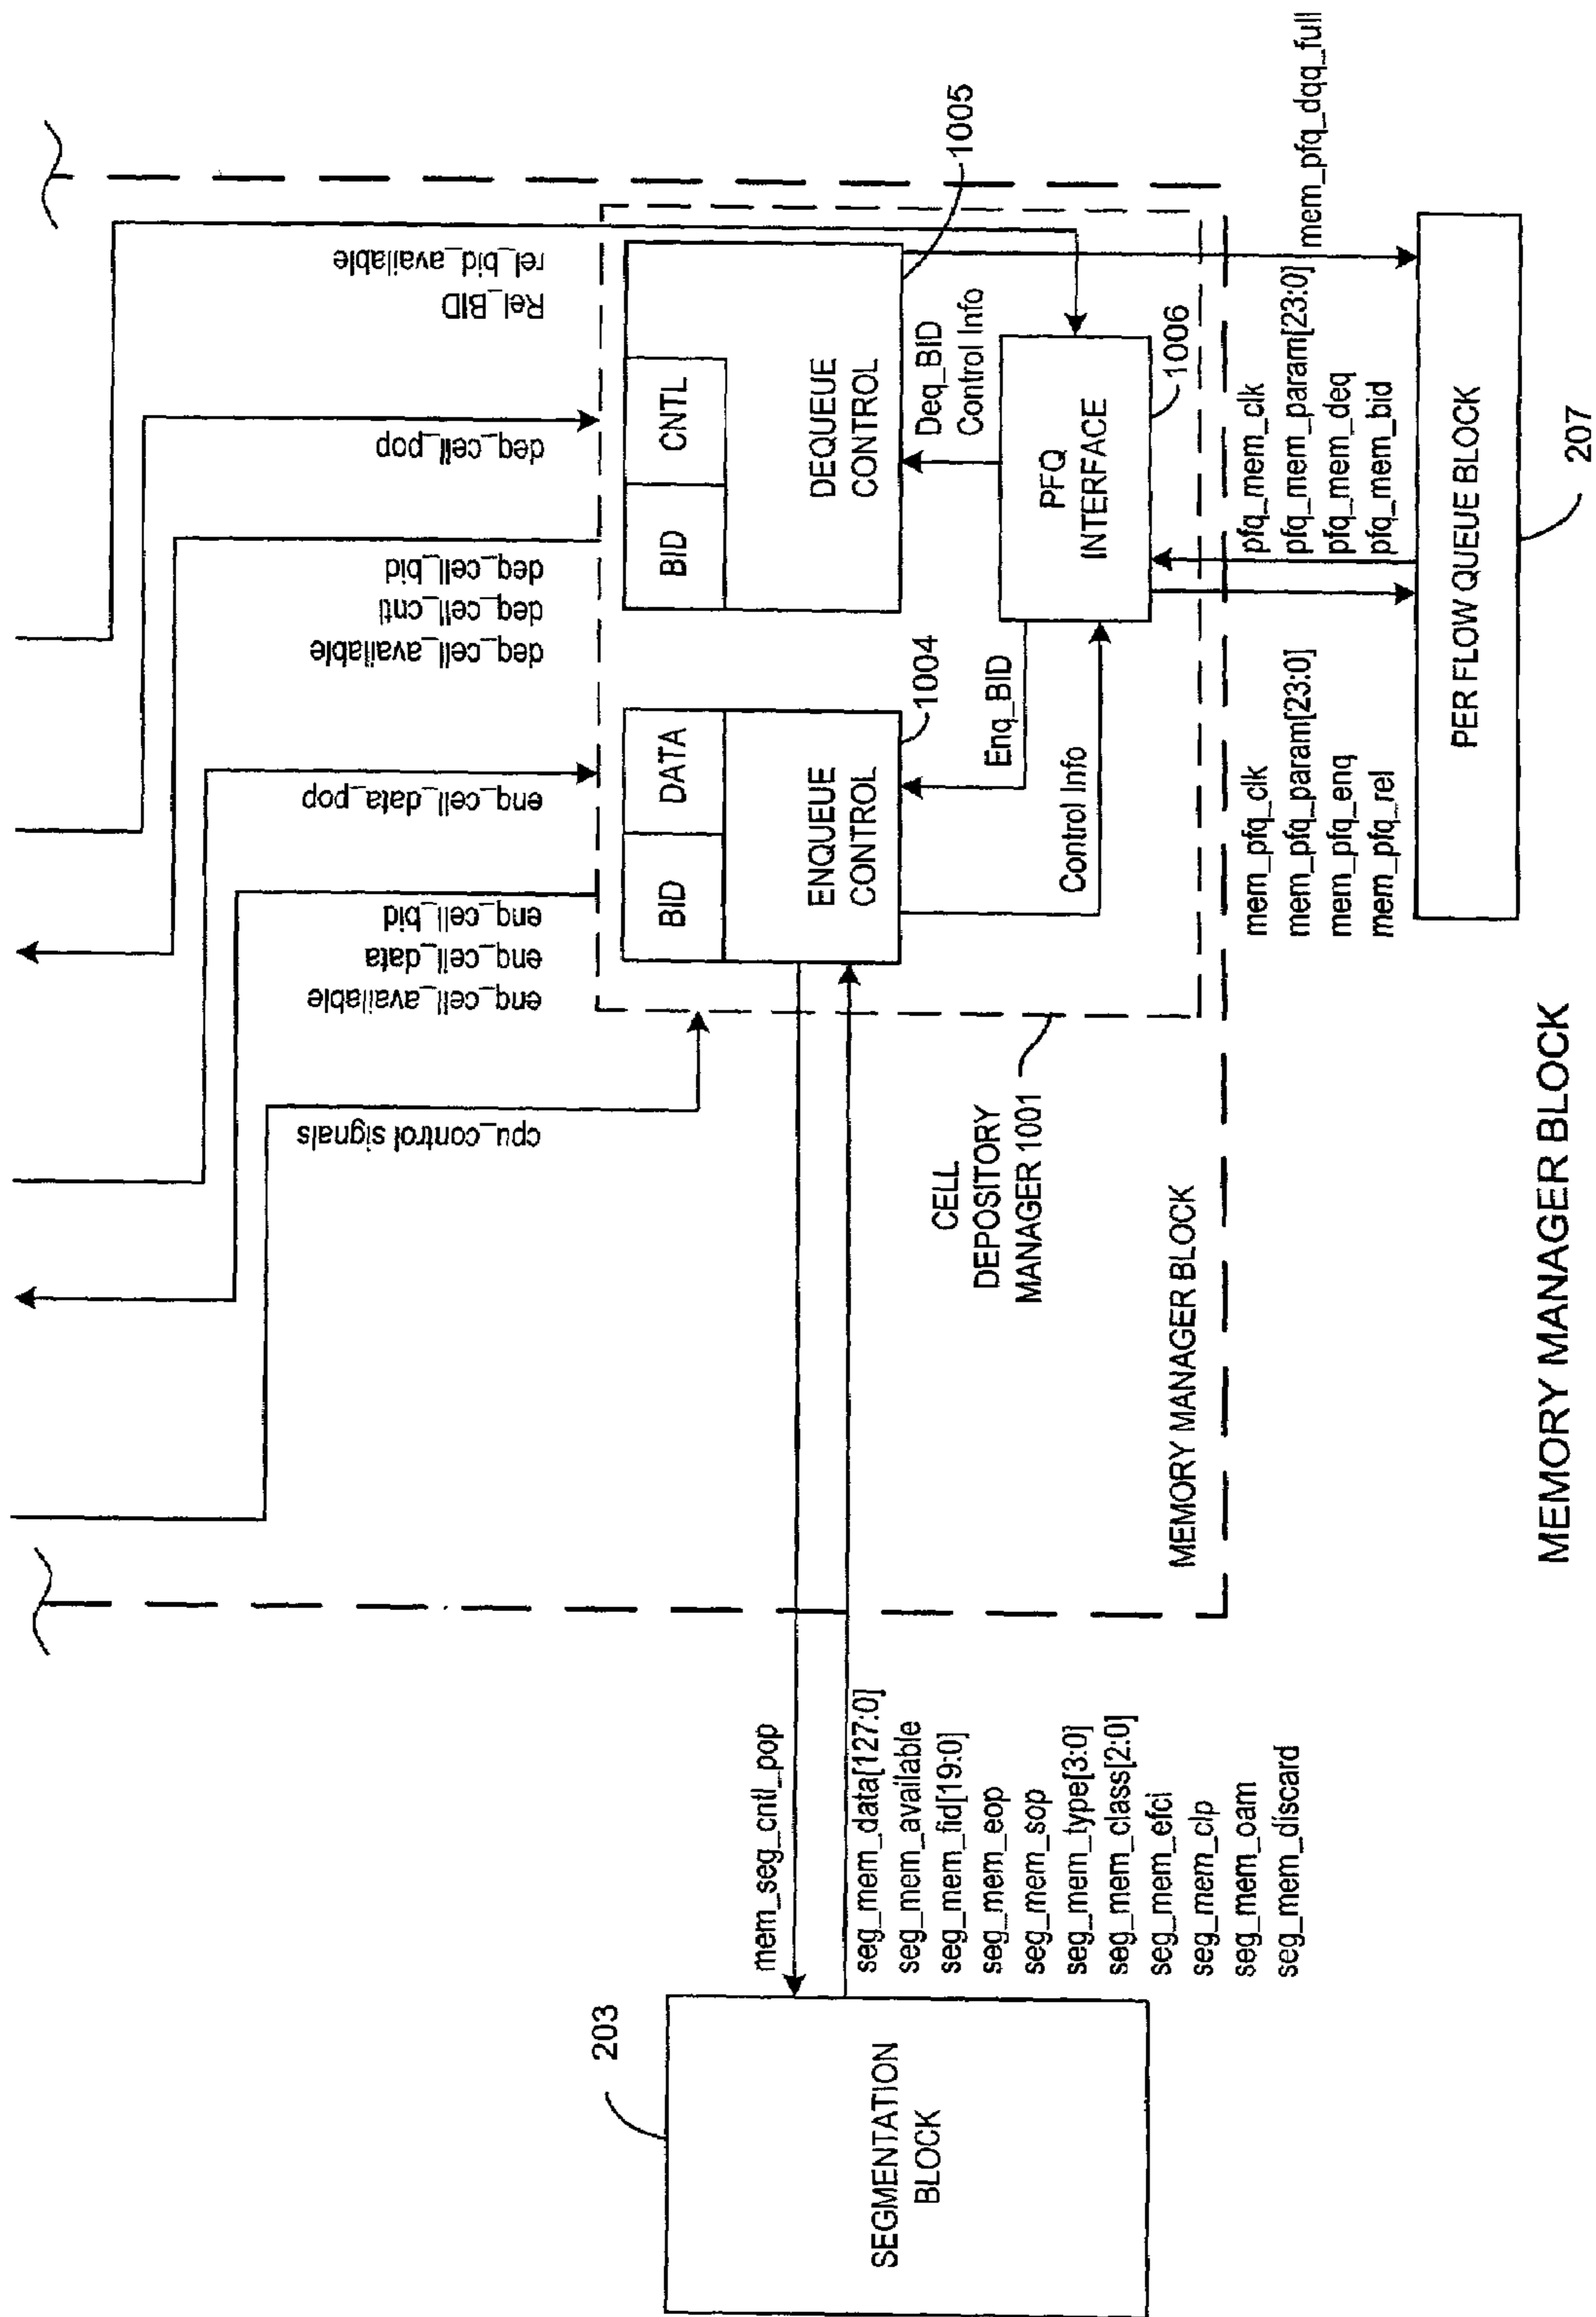 203
SEGMENTATION
BLOCK
mem_seg_cntl_pop
seg_mem_data[127:0]
seg_mem_available
seg_mem_fid[19:0]
seg_mem_eop
seg_mem_sop
seg_mem_type[3:0]
seg_mem_class[2:0]
seg_mem_efci
seg_mem_clp
seg_mem_oam
seg_mem_discard
cpu_control signals
enq_cell_available
enq_cell_data
enq_cell_bid
enq_cell_data_pop
deq_cell_available
deq_cell_cntl
deq_cell_bid
deq_cell_pop
Rel_BID
rel_bid_available
BID
DATA
ENQUEUE
CONTROL
1004
BID
CNTL
DEQUEUE
CONTROL
1005
Enq_BID
Control Info
Deq_BID
Control Info
PFQ
INTERFACE
1006
CELL
DEPOSITORY
MANAGER 1001
MEMORY MANAGER BLOCK
mem_pfq_clk
mem_pfq_param[23:0]
mem_pfq_enq
mem_pfq_rel
pfq_mem_clk
pfq_mem_param[23:0]
pfq_mem_deq
pfq_mem_bid
mem_pfq_dqq_full
PER FLOW QUEUE BLOCK
207
MEMORY MANAGER BLOCK